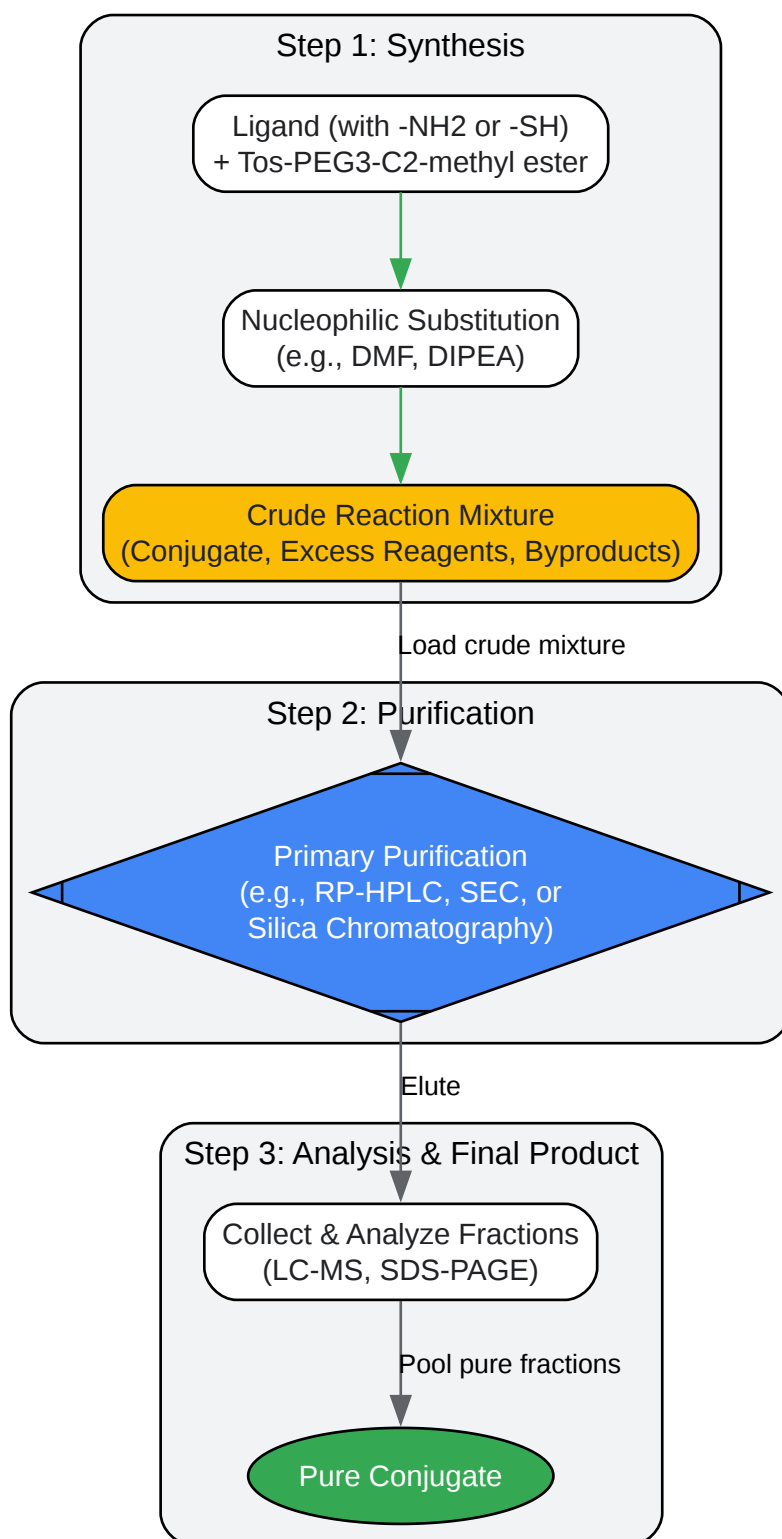 Step 1: Synthesis
Ligand (with -NH2 or -SH)
+ Tos-PEG3-C2-methyl ester
Nucleophilic Substitution
(e.g., DMF, DIPEA)
Crude Reaction Mixture
(Conjugate, Excess Reagents, Byproducts)
Load crude mixture
Step 2: Purification
Primary Purification
(e.g., RP-HPLC, SEC, or
Silica Chromatography)
Elute
Step 3: Analysis & Final Product
Collect & Analyze Fractions
(LC-MS, SDS-PAGE)
Pool pure fractions
Pure Conjugate